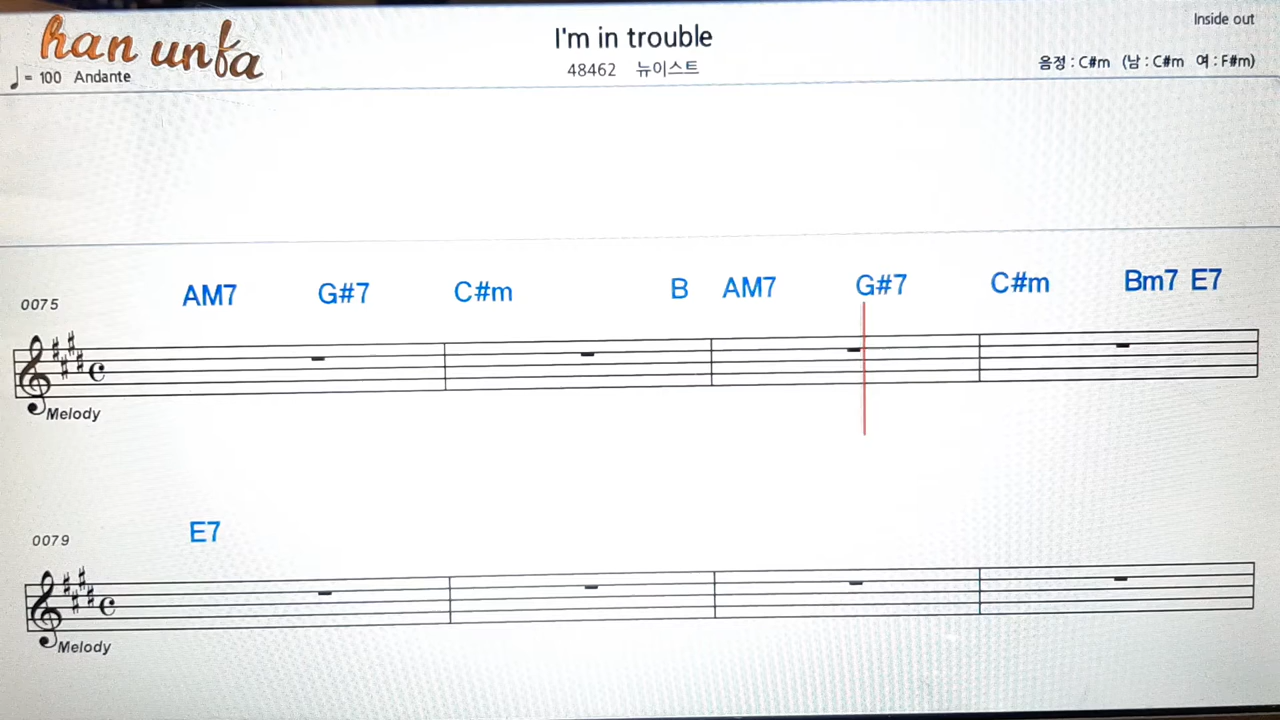 han unfa
I'm in trouble
Inside out
♩= 100 Andante
48462 뉴이스트
음정 : C#m (남 : C#m 여 : F#m)
AM7 G#7 C#m B AM7 G#7 C#m Bm7 E7
0075
Melody
E7
0079
Melody